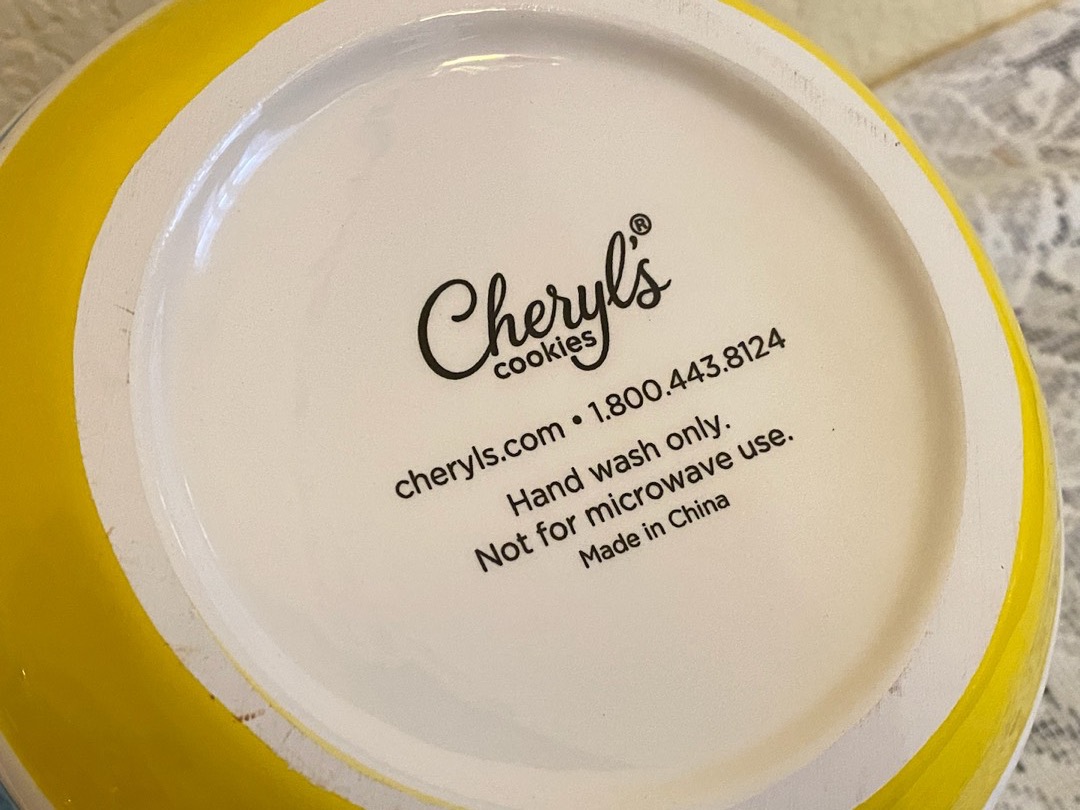 Cheryl's®
cookies
cheryls.com • 1.800.443.8124
Hand wash only.
Not for microwave use.
Made in China